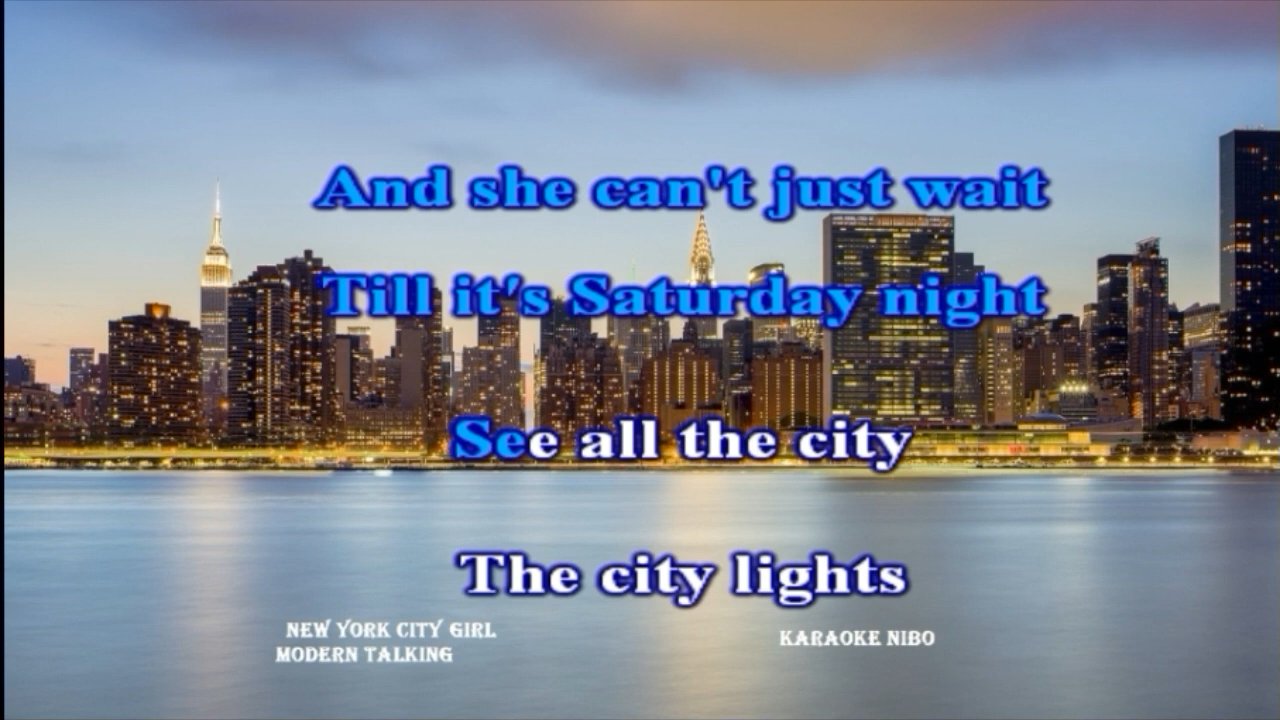 And she can't just wait
Till it's Saturday night
See all the city
The city lights
NEW YORK CITY GIRL
MODERN TALKING
KARAOKE NIBO